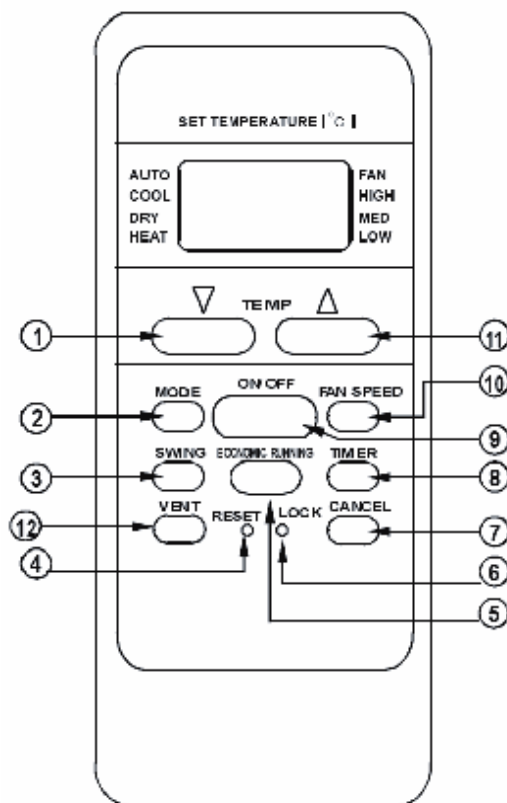 SET TEMPERATURE | °C |
AUTO
COOL
DRY
HEAT
FAN
HIGH
MED
LOW
TEMP
1
11
ON/OFF
MODE
FAN SPEED
10
2
9
SWING
ECONOMIC RUNNING
TIMER
3
8
VENT
RESET
LOCK
CANCEL
12
7
4
6
5